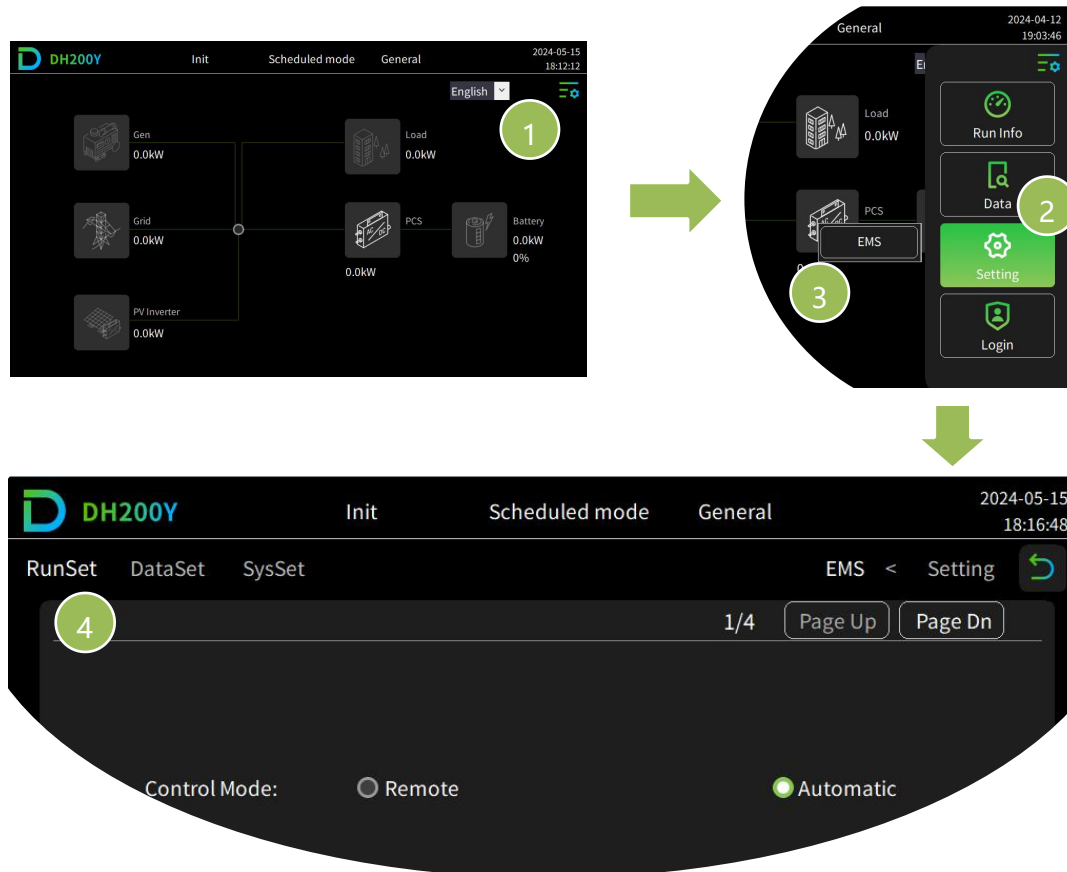 DH200Y Init Scheduled mode General 2024-05-15
18:12:12
English
1
Gen
0.0kW
Load
0.0kW
Grid
0.0kW
PCS
0.0kW
Battery
0.0kW
0%
PV Inverter
0.0kW
General 2024-04-12
19:03:46
Load
0.0kW
Run Info
Data
2
PCS
EMS
3
Setting
Login
DH200Y Init Scheduled mode General 2024-05-15
18:16:48
RunSet DataSet SysSet EMS < Setting
4
1/4 Page Up Page Dn
Control Mode: Remote Automatic